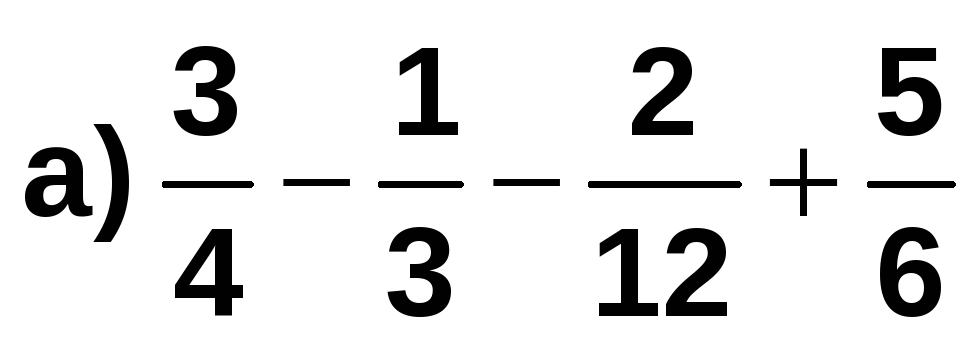 a) 3/4 − 1/3 − 2/12 + 5/6